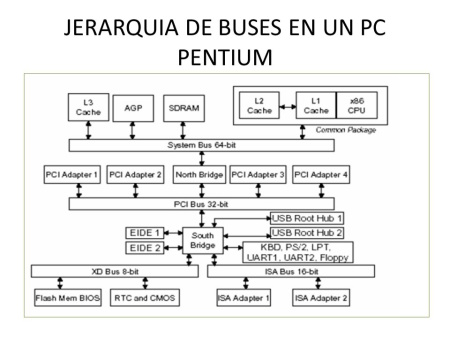 JERARQUIA DE BUSES EN UN PC
PENTIUM
L3
Cache
AGP
SDRAM
L2
Cache
L1
Cache
x86
CPU
Common Package
System Bus 64-bit
PCI Adapter 1
PCI Adapter 2
North Bridge
PCI Adapter 3
PCI Adapter 4
PCI Bus 32-bit
USB Root Hub 1
EIDE 1
South
Bridge
USB Root Hub 2
EIDE 2
KBD, PS/2, LPT,
UART1, UART2, Floppy
XD Bus 8-bit
ISA Bus 16-bit
Flash Mem BIOS
RTC and CMOS
ISA Adapter 1
ISA Adapter 2